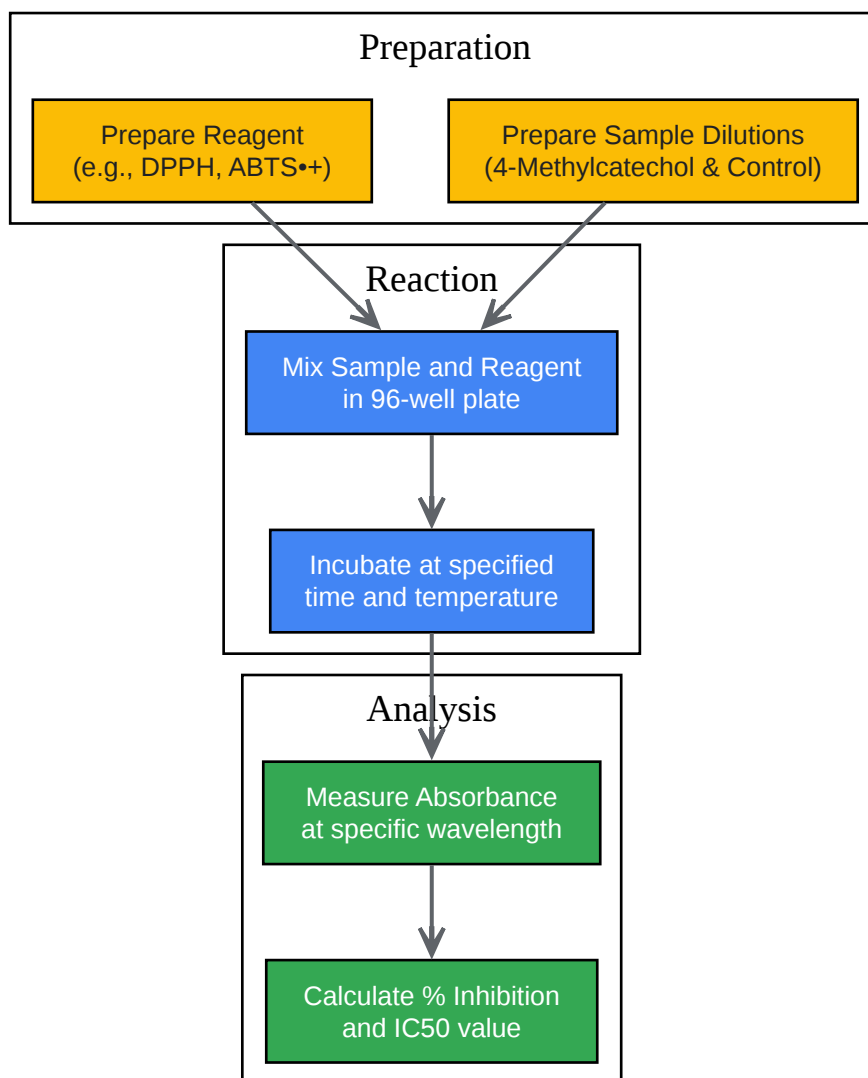 Preparation
Prepare Reagent
(e.g., DPPH, ABTS•+)
Prepare Sample Dilutions
(4-Methylcatechol & Control)
Reaction
Mix Sample and Reagent
in 96-well plate
Incubate at specified
time and temperature
Analysis
Measure Absorbance
at specific wavelength
Calculate % Inhibition
and IC50 value